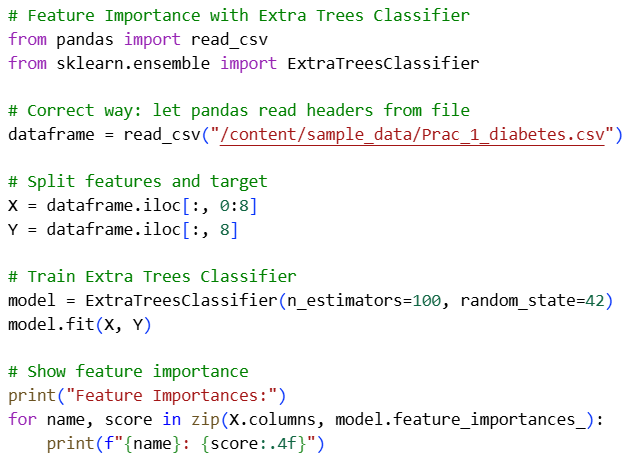 # Feature Importance with Extra Trees Classifier
from pandas import read_csv
from sklearn.ensemble import ExtraTreesClassifier

# Correct way: let pandas read headers from file
dataframe = read_csv("/content/sample_data/Prac_1_diabetes.csv")

# Split features and target
X = dataframe.iloc[:, 0:8]
Y = dataframe.iloc[:, 8]

# Train Extra Trees Classifier
model = ExtraTreesClassifier(n_estimators=100, random_state=42)
model.fit(X, Y)

# Show feature importance
print("Feature Importances:")
for name, score in zip(X.columns, model.feature_importances_):
    print(f"{name}: {score:.4f}")